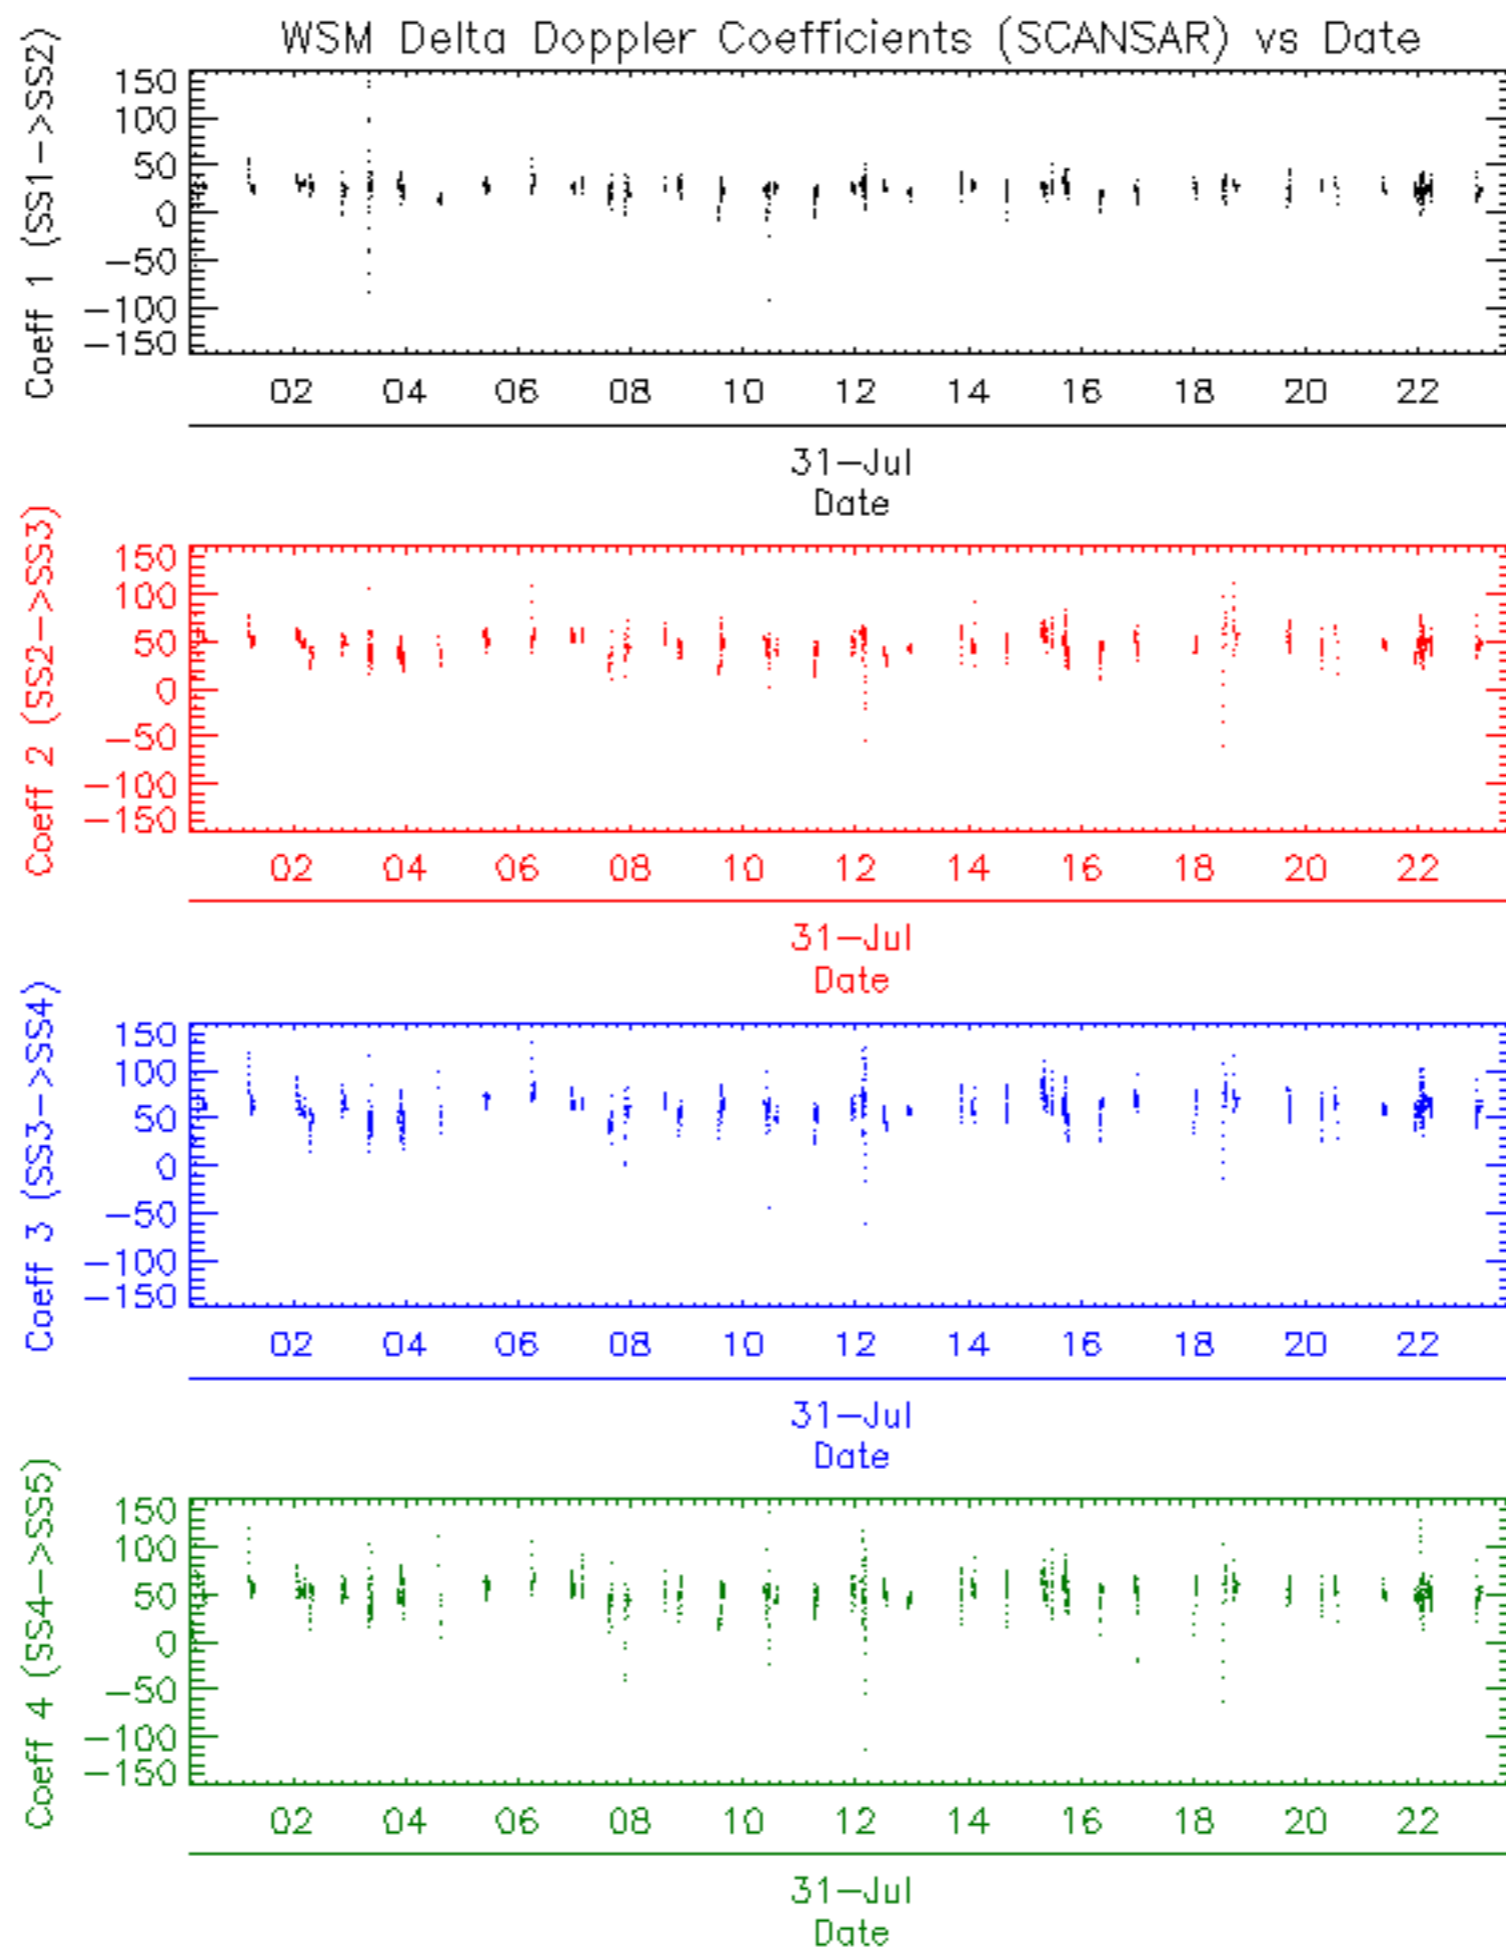 WSM Delta Doppler Coefficients (SCANSAR) vs Date
Coeff 1 (SS1->SS2)
150
100
50
0
-50
-100
-150
02 04 06 08 10 12 14 16 18 20 22
31-Jul
Date
Coeff 2 (SS2->SS3)
150
100
50
0
-50
-100
-150
02 04 06 08 10 12 14 16 18 20 22
31-Jul
Date
Coeff 3 (SS3->SS4)
150
100
50
0
-50
-100
-150
02 04 06 08 10 12 14 16 18 20 22
31-Jul
Date
Coeff 4 (SS4->SS5)
150
100
50
0
-50
-100
-150
02 04 06 08 10 12 14 16 18 20 22
31-Jul
Date